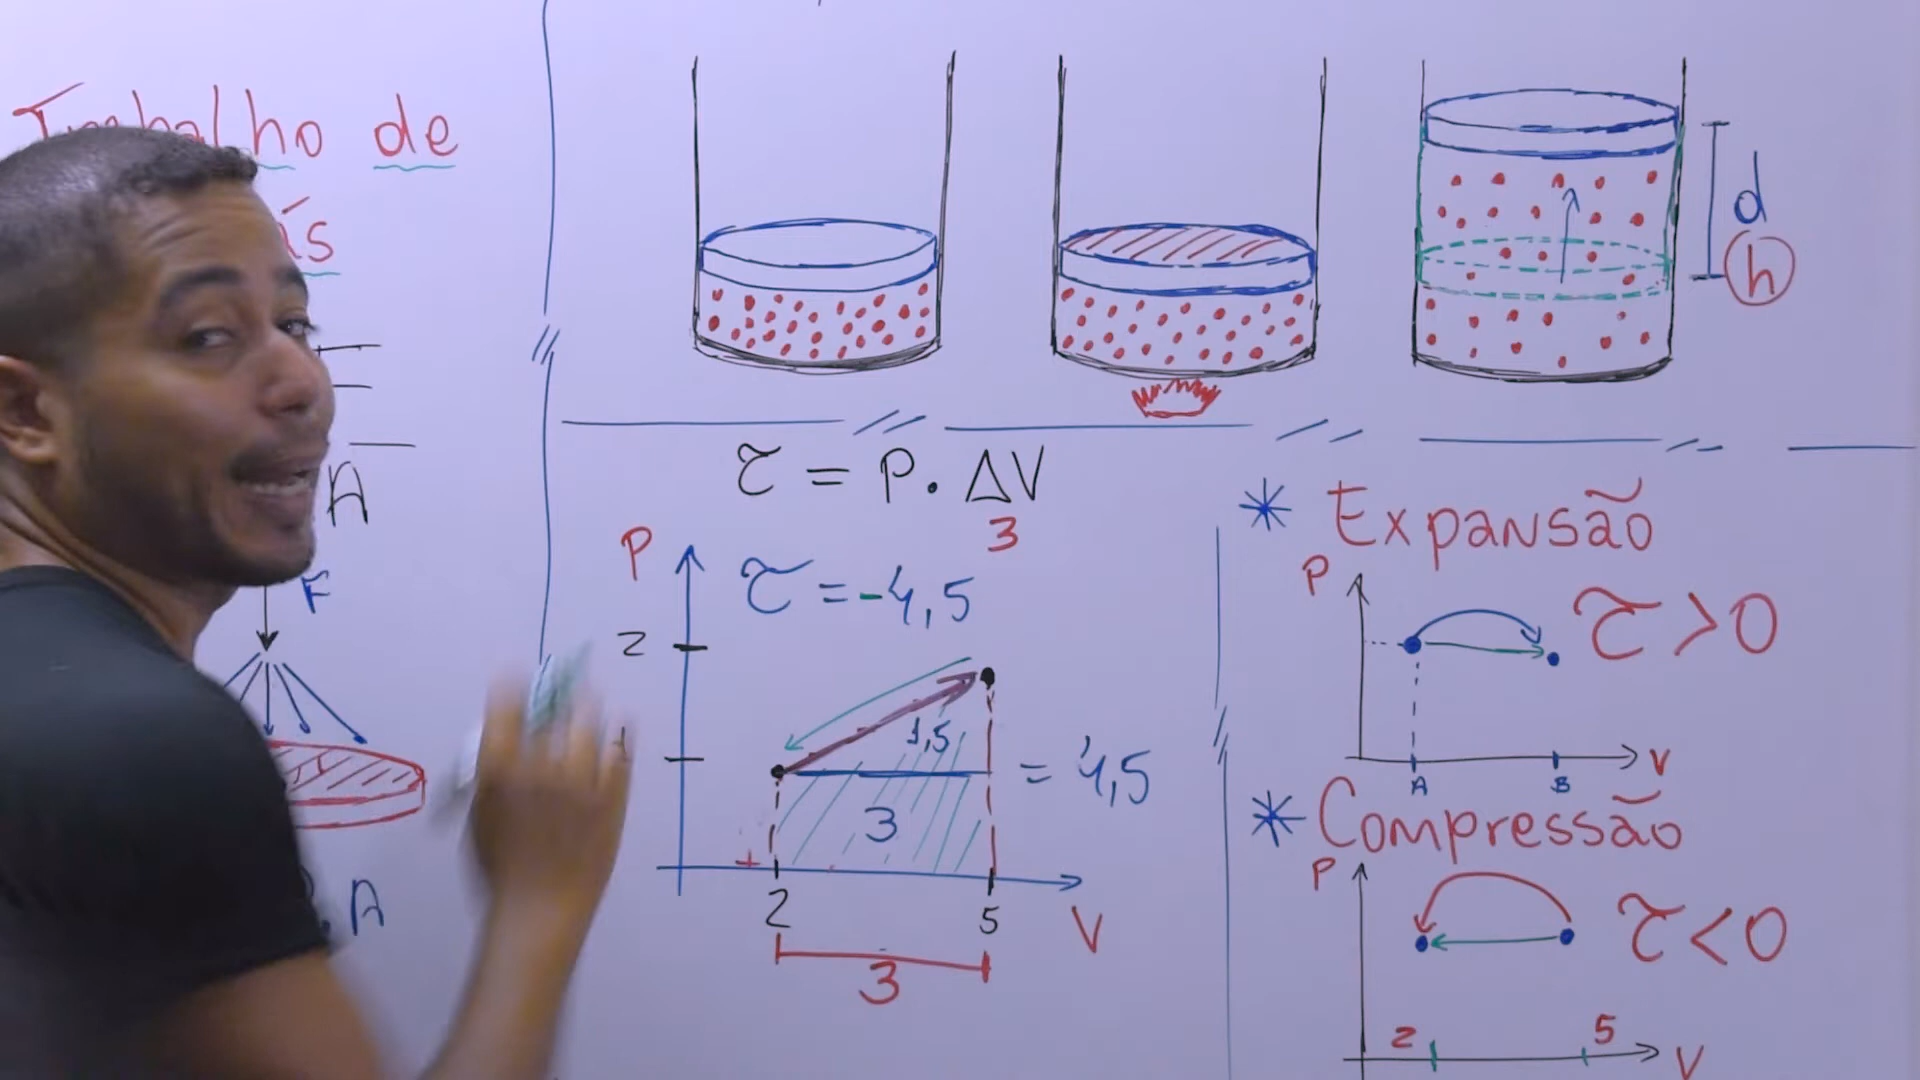 Trabalho de
ás
A
F
, A
d
h
τ = P. ΔV
3
P
τ = -4,5
2
1
1,5
3
= 4,5
2
5
V
3
* Expansão
P
τ > 0
A
B
V
* Compressão
P
τ < 0
2
5
V